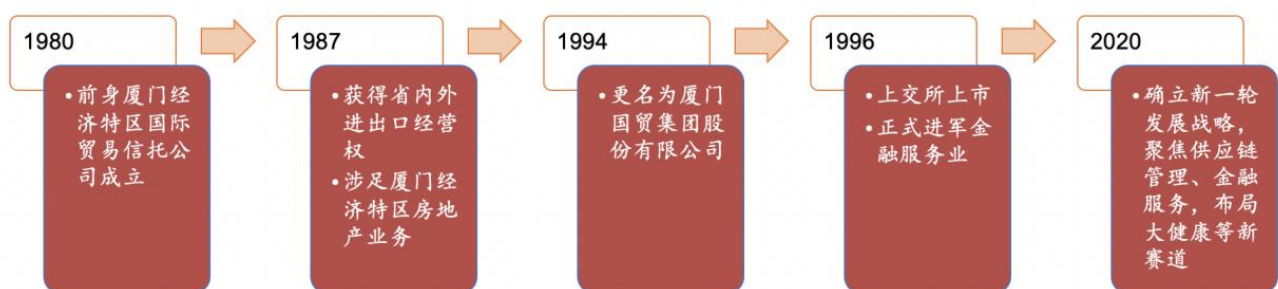 1980
• 前身厦门经
济特区国际
贸易信托公
司成立
1987
• 获得省内外
进出口经营
权
• 涉足厦门经
济特区房地
产业务
1994
• 更名为厦门
国贸集团股
份有限公司
1996
• 上交所上市
• 正式进军金
融服务业
2020
• 确立新一轮
发展战略,
聚焦供应链
管理、金融
服务, 布局
大健康等新
赛道